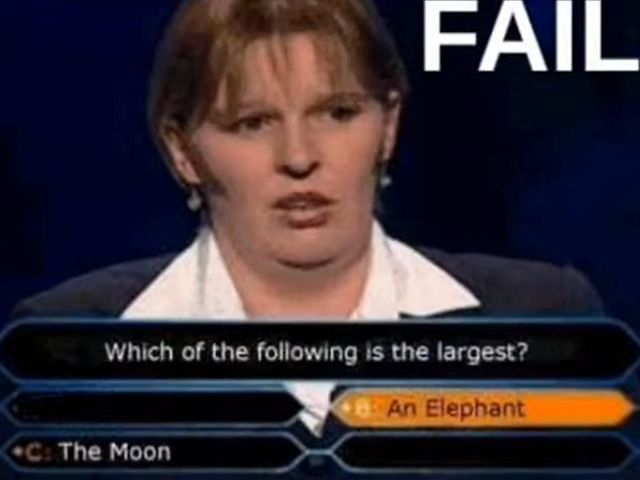 FAIL
Which of the following is the largest?
B: An Elephant
C: The Moon